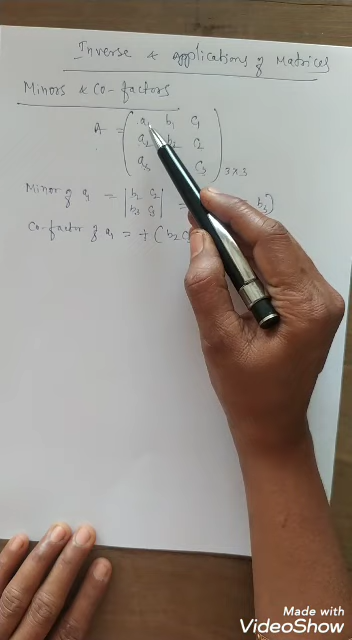 Inverse & applications of Matrices
Minors & Co-factors
A = ( a₁ b₁ c₁
a₂ b₂ c₂
a₃ c₃ ) 3×3
Minor of a₁ = | b₂ c₂
b₃ c₃ | = b₃)
Co-factor of a₁ = + (b₂c
Made with
VideoShow